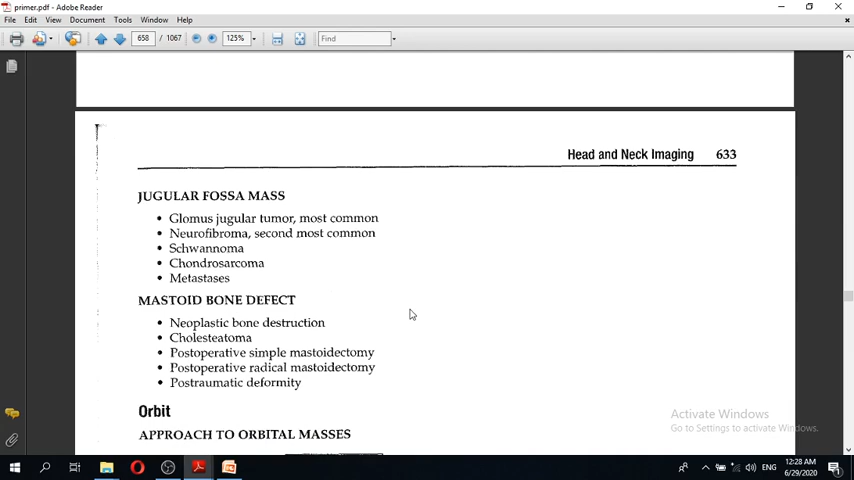 primer.pdf - Adobe Reader
File Edit View Document Tools Window Help
658 / 1067 125% Find
Head and Neck Imaging 633
JUGULAR FOSSA MASS
• Glomus jugular tumor, most common
• Neurofibroma, second most common
• Schwannoma
• Chondrosarcoma
• Metastases
MASTOID BONE DEFECT
• Neoplastic bone destruction
• Cholesteatoma
• Postoperative simple mastoidectomy
• Postoperative radical mastoidectomy
• Postraumatic deformity
Orbit
APPROACH TO ORBITAL MASSES
Activate Windows
Go to Settings to activate Windows.
ENG
12:28 AM
6/29/2020